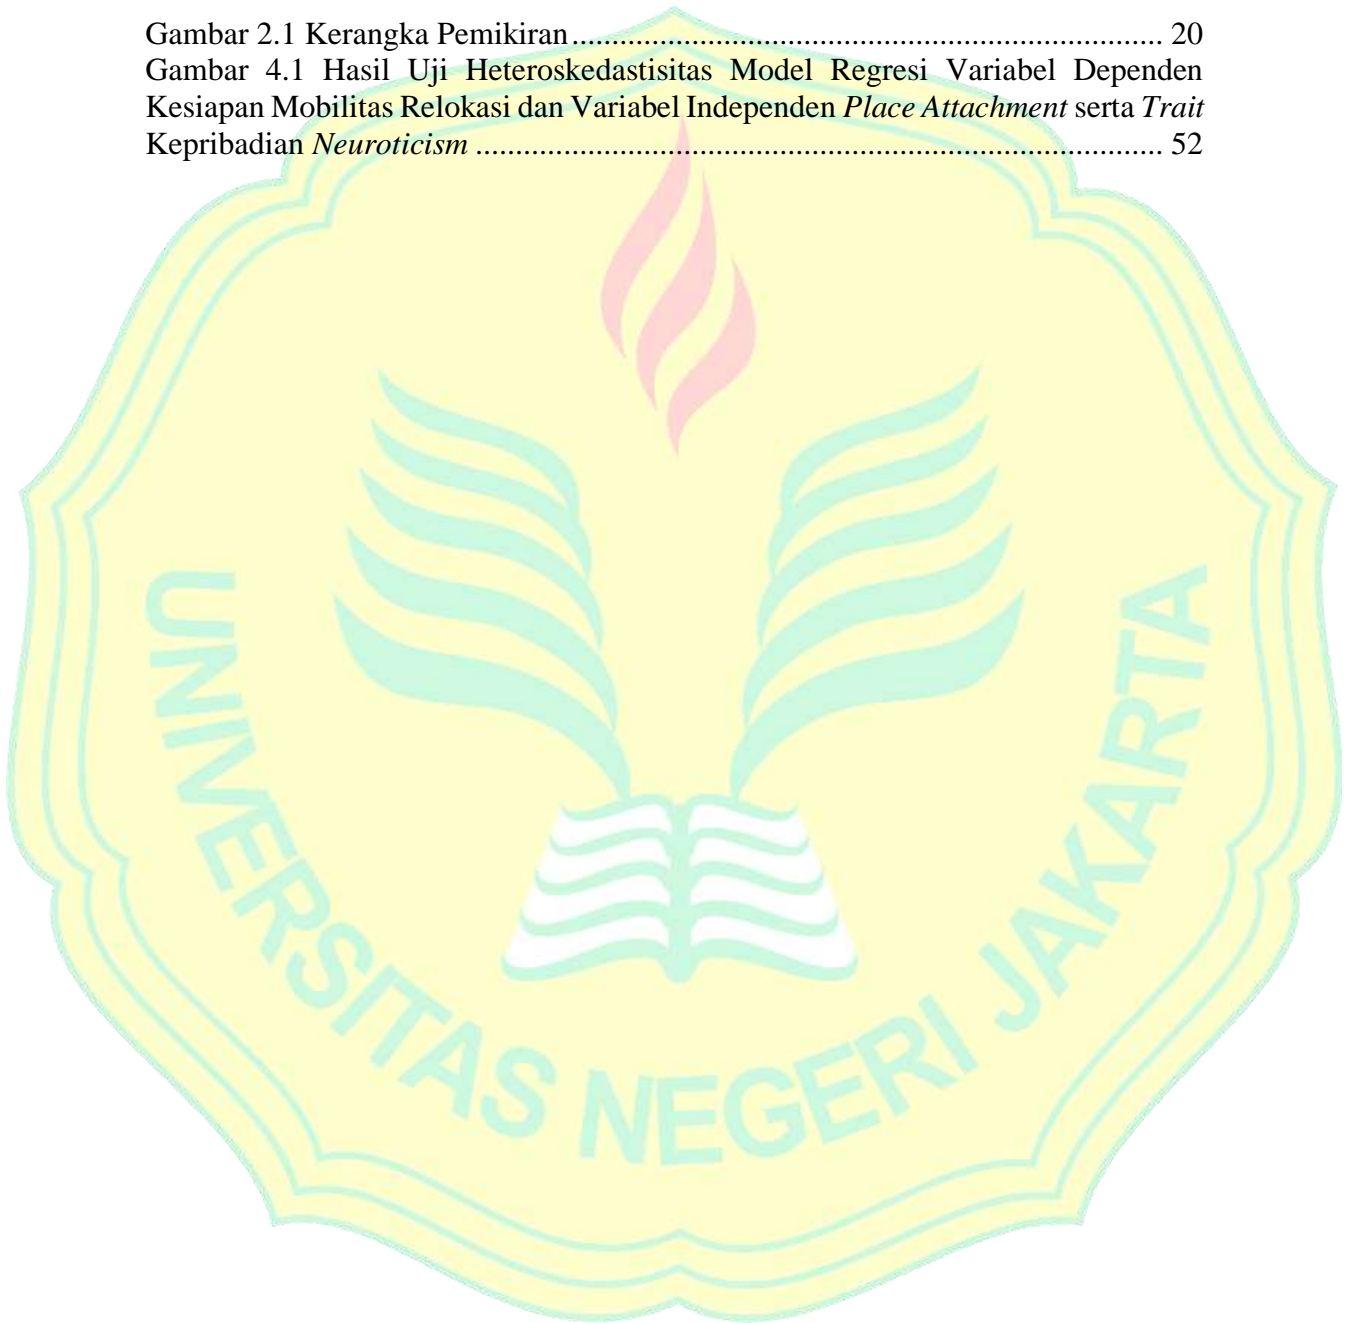 Gambar 2.1 Kerangka Pemikiran.............................................................................. 20
Gambar 4.1 Hasil Uji Heteroskedastisitas Model Regresi Variabel Dependen
Kesiapan Mobilitas Relokasi dan Variabel Independen Place Attachment serta Trait
Kepribadian Neuroticism ...................................................................................... 52
UNIVERSITAS NEGERI JAKARTA